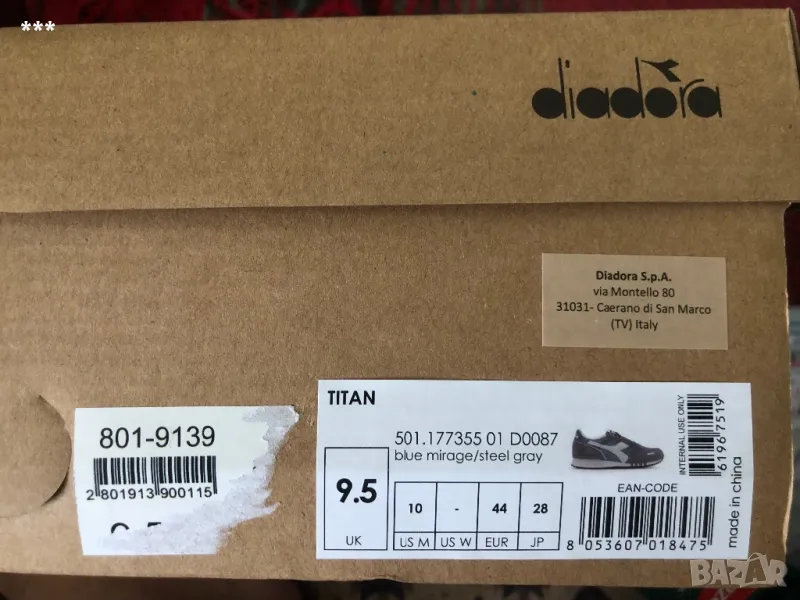 ***
diadora
Diadora S.p.A.
via Montello 80
31031- Caerano di San Marco
(TV) Italy
801-9139
2 801913 900115
TITAN
501.177355 01 D0087
blue mirage/steel gray
9.5
UK
10 - 44 28
US M US W EUR JP
INTERNAL USE ONLY
61967519
EAN-CODE
8 053607 018475
made in china
BAZAR